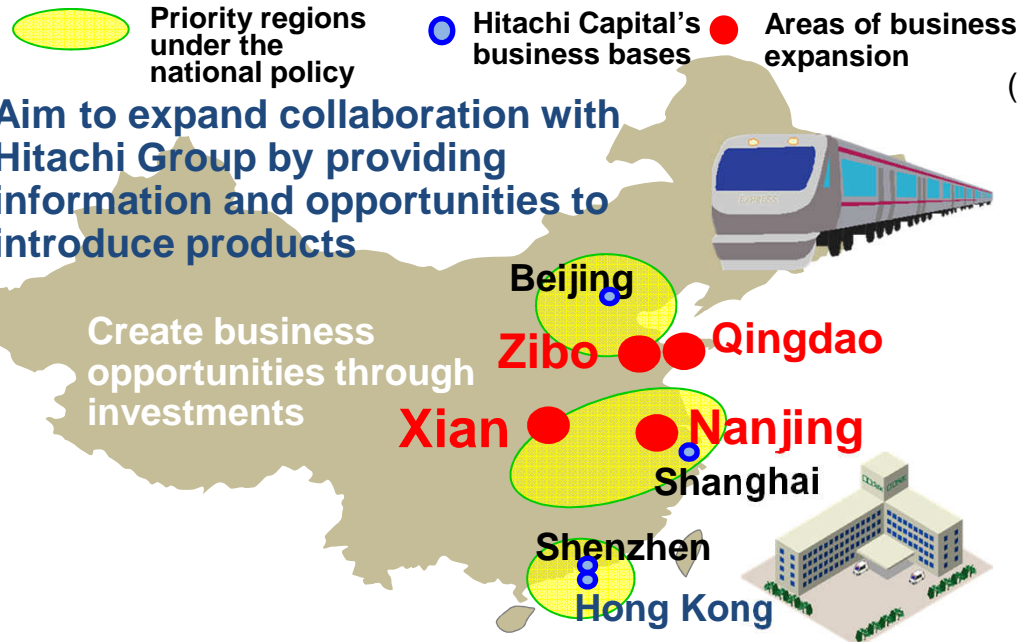 Priority regions
under the
national policy
Hitachi Capital's
business bases
Areas of business
expansion
(
Aim to expand collaboration with
Hitachi Group by providing
information and opportunities to
introduce products
EXPRESS
Beijing
Create business
opportunities through
investments
Zibo
Qingdao
Xian
Nanjing
Shanghai
Shenzhen
Hong Kong